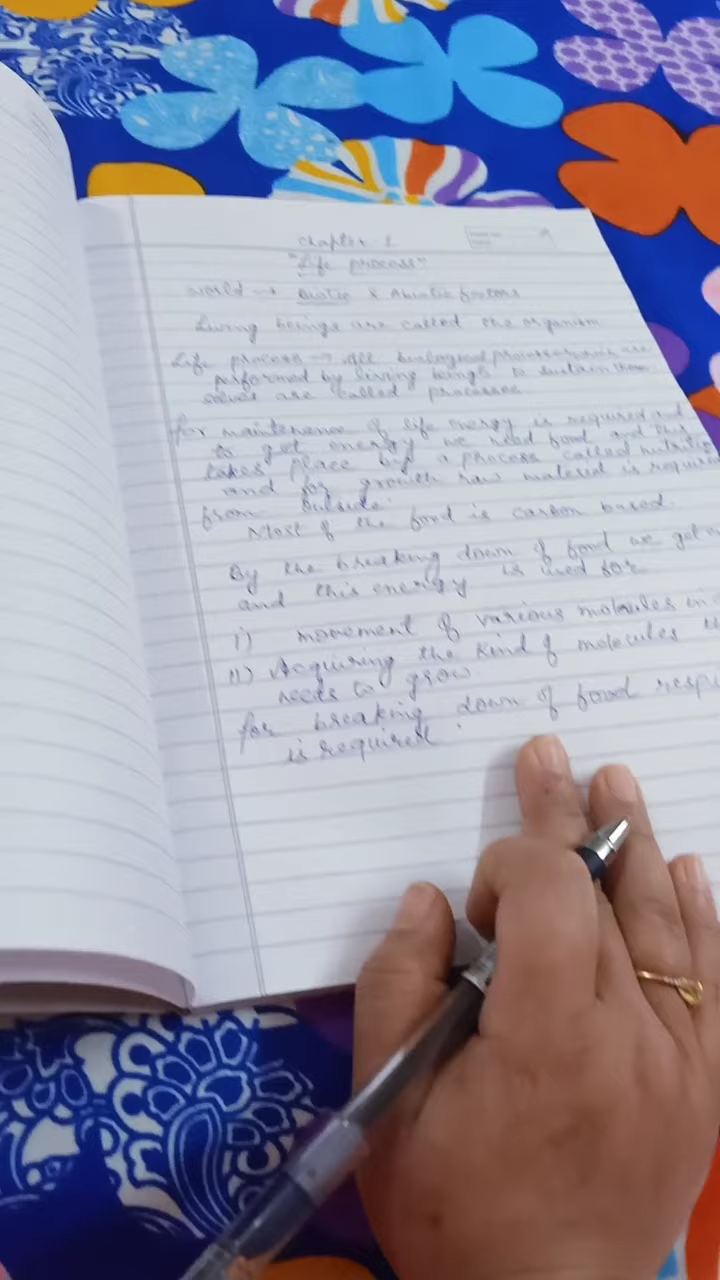 Chapter - 1
"Life process"
World → Biotic & Abiotic factors
Living beings are called the organism
Life process → All biological processes are
performed by living beings to sustain them
selves are called processes
for maintenance of life energy is required and
to get energy we need food and this
takes place by a process called nutrition
and for growth raw material is required
from outside.
Most of the food is carbon based.
By the breaking down of food we get
and this energy is used for
i) movement of various molecules in
ii) Acquiring the kind of molecules
needs to grow
for breaking down of food respi
is required.